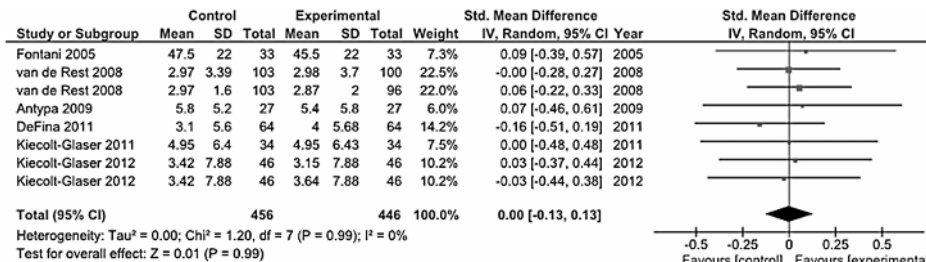 Control Experimental Std. Mean Difference Std. Mean Difference
Study or Subgroup Mean SD Total Mean SD Total Weight IV, Random, 95% CI Year IV, Random, 95% CI
Fontani 2005 47.5 22 33 45.5 22 33 7.3% 0.09 [-0.39, 0.57] 2005
van de Rest 2008 2.97 3.39 103 2.98 3.7 100 22.5% -0.00 [-0.28, 0.27] 2008
van de Rest 2008 2.97 1.6 103 2.87 2 96 22.0% 0.06 [-0.22, 0.33] 2008
Antypa 2009 5.8 5.2 27 5.4 5.8 27 6.0% 0.07 [-0.46, 0.61] 2009
DeFina 2011 3.1 5.6 64 4 5.68 64 14.2% -0.16 [-0.51, 0.19] 2011
Kiecolt-Glaser 2011 4.95 6.4 34 4.95 6.43 34 7.5% 0.00 [-0.48, 0.48] 2011
Kiecolt-Glaser 2012 3.42 7.88 46 3.15 7.88 46 10.2% 0.03 [-0.37, 0.44] 2012
Kiecolt-Glaser 2012 3.42 7.88 46 3.64 7.88 46 10.2% -0.03 [-0.44, 0.38] 2012
Total (95% CI) 456 446 100.0% 0.00 [-0.13, 0.13]
Heterogeneity: Tau² = 0.00; Chi² = 1.20, df = 7 (P = 0.99); I² = 0%
Test for overall effect: Z = 0.01 (P = 0.99)
-0.5 -0.25 0 0.25 0.5
Favours [control] Favours [experimental